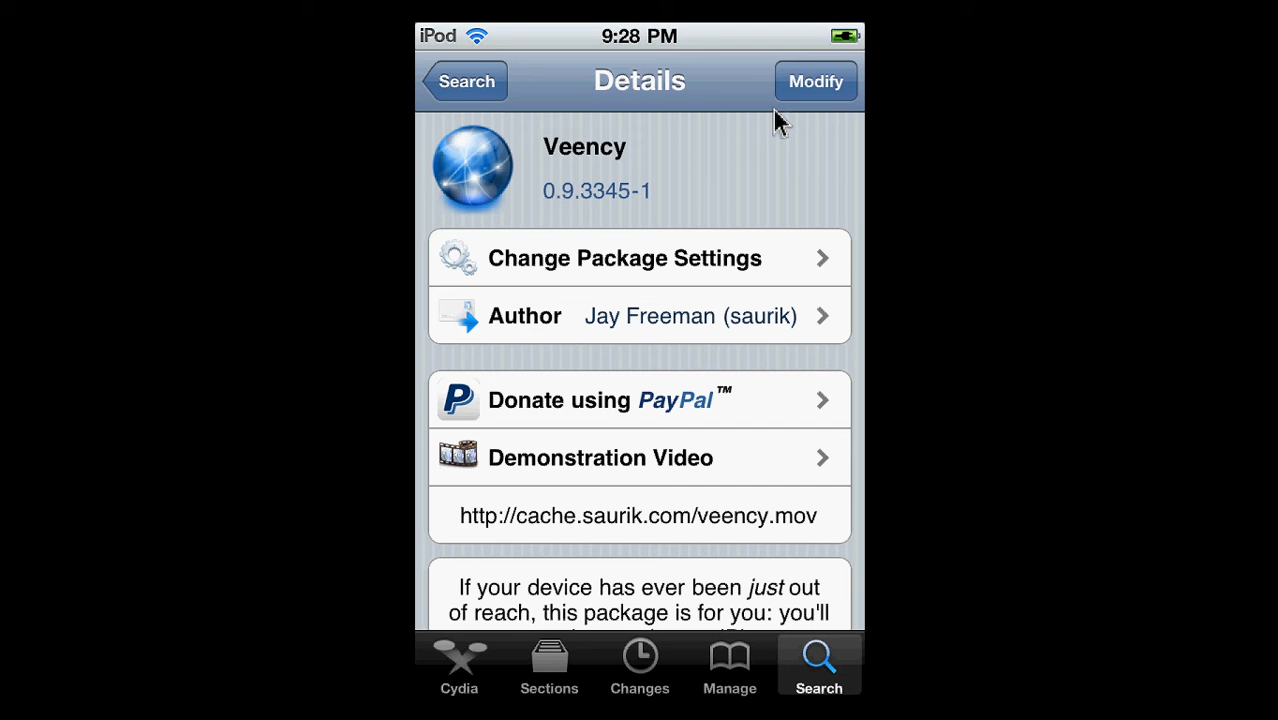 iPod 9:28 PM
Search Details Modify
Veency
0.9.3345-1
Change Package Settings
Author Jay Freeman (saurik)
Donate using PayPal™
Demonstration Video
http://cache.saurik.com/veency.mov
If your device has ever been just out
of reach, this package is for you: you'll
Cydia Sections Changes Manage Search